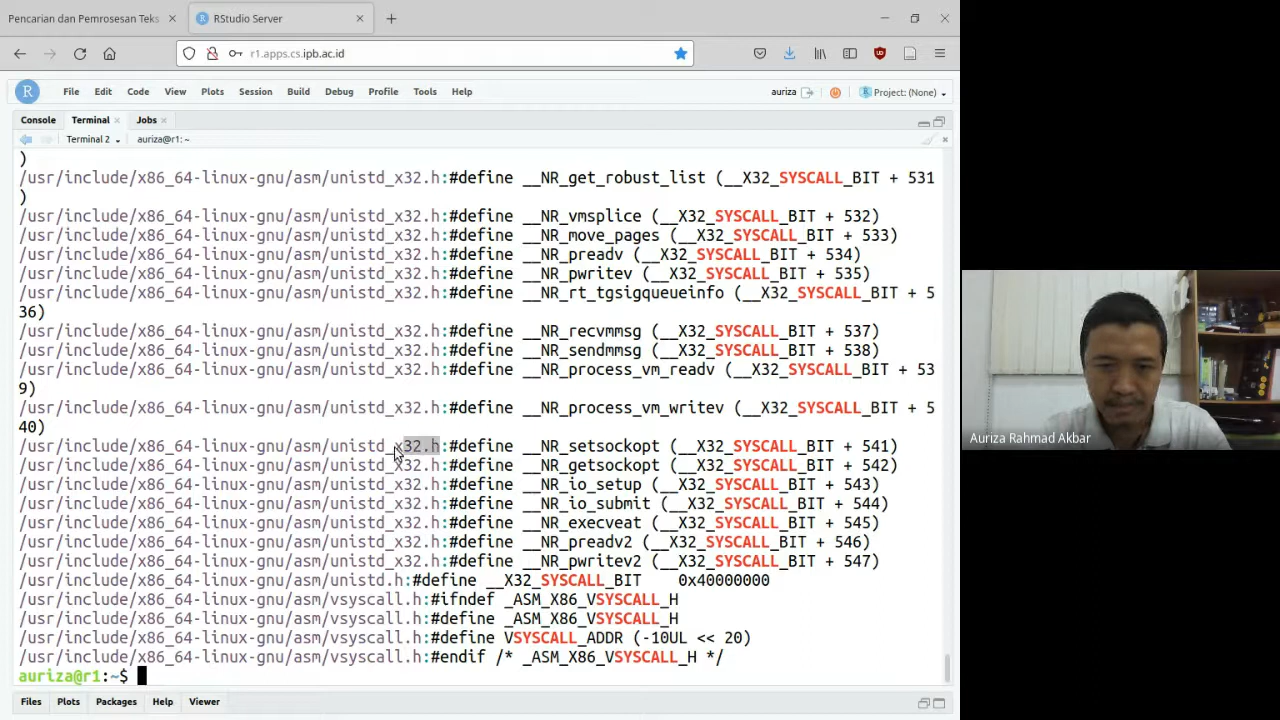 Pencarian dan Pemrosesan Teks
RStudio Server
r1.apps.cs.ipb.ac.id
File Edit Code View Plots Session Build Debug Profile Tools Help
auriza
Project: (None)
Console Terminal Jobs
Terminal 2 auriza@r1: ~
)
/usr/include/x86_64-linux-gnu/asm/unistd_x32.h:#define __NR_get_robust_list (__X32_SYSCALL_BIT + 531
)
/usr/include/x86_64-linux-gnu/asm/unistd_x32.h:#define __NR_vmsplice (__X32_SYSCALL_BIT + 532)
/usr/include/x86_64-linux-gnu/asm/unistd_x32.h:#define __NR_move_pages (__X32_SYSCALL_BIT + 533)
/usr/include/x86_64-linux-gnu/asm/unistd_x32.h:#define __NR_preadv (__X32_SYSCALL_BIT + 534)
/usr/include/x86_64-linux-gnu/asm/unistd_x32.h:#define __NR_pwritev (__X32_SYSCALL_BIT + 535)
/usr/include/x86_64-linux-gnu/asm/unistd_x32.h:#define __NR_rt_tgsigqueueinfo (__X32_SYSCALL_BIT + 5
36)
/usr/include/x86_64-linux-gnu/asm/unistd_x32.h:#define __NR_recvmmsg (__X32_SYSCALL_BIT + 537)
/usr/include/x86_64-linux-gnu/asm/unistd_x32.h:#define __NR_sendmmsg (__X32_SYSCALL_BIT + 538)
/usr/include/x86_64-linux-gnu/asm/unistd_x32.h:#define __NR_process_vm_readv (__X32_SYSCALL_BIT + 53
9)
/usr/include/x86_64-linux-gnu/asm/unistd_x32.h:#define __NR_process_vm_writev (__X32_SYSCALL_BIT + 5
40)
/usr/include/x86_64-linux-gnu/asm/unistd_x32.h:#define __NR_setsockopt (__X32_SYSCALL_BIT + 541)
/usr/include/x86_64-linux-gnu/asm/unistd_x32.h:#define __NR_getsockopt (__X32_SYSCALL_BIT + 542)
/usr/include/x86_64-linux-gnu/asm/unistd_x32.h:#define __NR_io_setup (__X32_SYSCALL_BIT + 543)
/usr/include/x86_64-linux-gnu/asm/unistd_x32.h:#define __NR_io_submit (__X32_SYSCALL_BIT + 544)
/usr/include/x86_64-linux-gnu/asm/unistd_x32.h:#define __NR_execveat (__X32_SYSCALL_BIT + 545)
/usr/include/x86_64-linux-gnu/asm/unistd_x32.h:#define __NR_preadv2 (__X32_SYSCALL_BIT + 546)
/usr/include/x86_64-linux-gnu/asm/unistd_x32.h:#define __NR_pwritev2 (__X32_SYSCALL_BIT + 547)
/usr/include/x86_64-linux-gnu/asm/unistd.h:#define __X32_SYSCALL_BIT    0x40000000
/usr/include/x86_64-linux-gnu/asm/vsyscall.h:#ifndef _ASM_X86_VSYSCALL_H
/usr/include/x86_64-linux-gnu/asm/vsyscall.h:#define _ASM_X86_VSYSCALL_H
/usr/include/x86_64-linux-gnu/asm/vsyscall.h:#define VSYSCALL_ADDR (-10UL << 20)
/usr/include/x86_64-linux-gnu/asm/vsyscall.h:#endif /* _ASM_X86_VSYSCALL_H */
auriza@r1:~$
Files Plots Packages Help Viewer
Auriza Rahmad Akbar